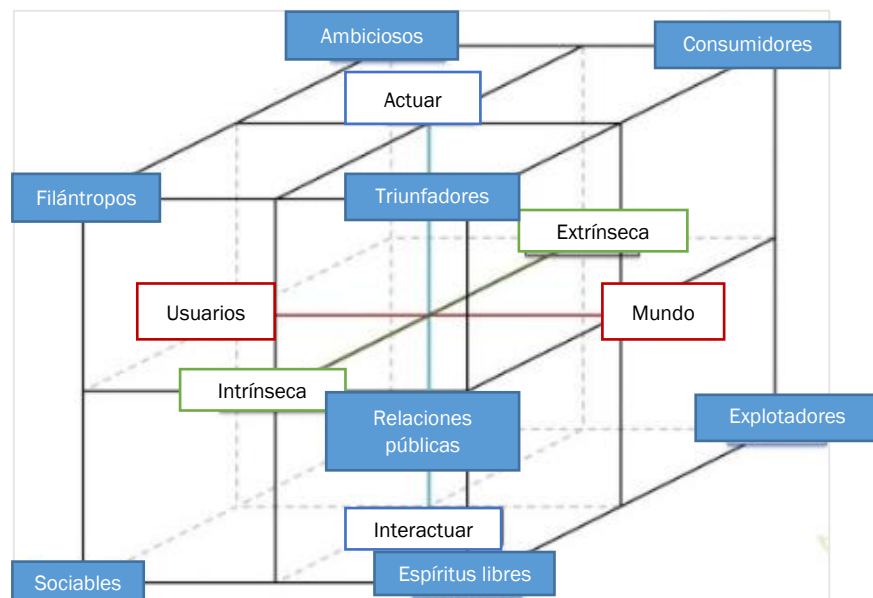 Ambiciosos
Consumidores
Actuar
Filántropos
Triunfadores
Extrínseca
Usuarios
Mundo
Intrínseca
Relaciones
públicas
Explotadores
Interactuar
Espíritus libres
Sociables